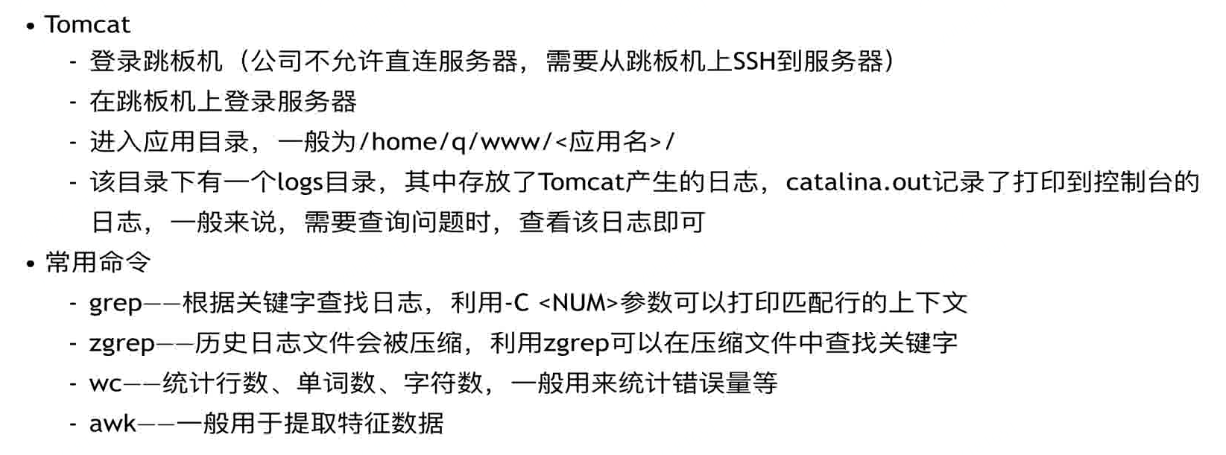 • Tomcat
- 登录跳板机（公司不允许直连服务器，需要从跳板机上SSH到服务器）
- 在跳板机上登录服务器
- 进入应用目录，一般为/home/q/www/<应用名>/
- 该目录下有一个logs目录，其中存放了Tomcat产生的日志，catalina.out记录了打印到控制台的
日志，一般来说，需要查询问题时，查看该日志即可
• 常用命令
- grep——根据关键字查找日志，利用-C <NUM>参数可以打印匹配行的上下文
- zgrep——历史日志文件会被压缩，利用zgrep可以在压缩文件中查找关键字
- wc——统计行数、单词数、字符数，一般用来统计错误量等
- awk——一般用于提取特征数据